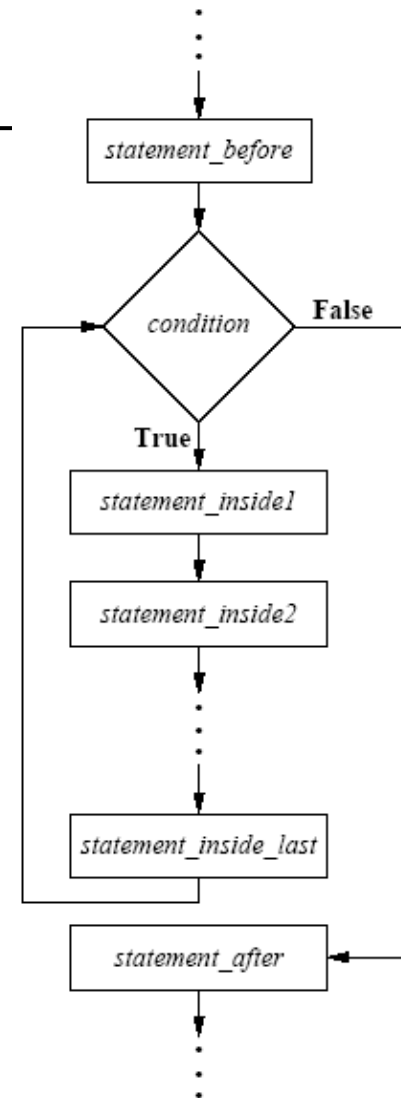 statement_before
condition
False
True
statement_inside1
statement_inside2
statement_inside_last
statement_after